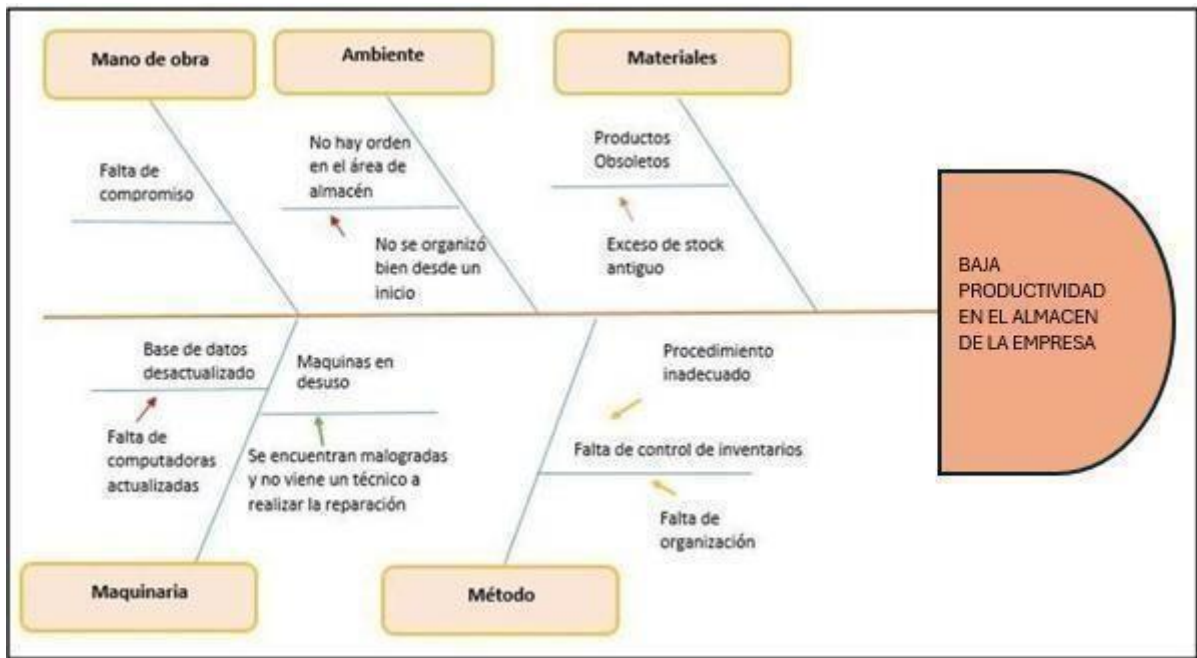 Mano de obra
Ambiente
Materiales
Falta de
compromiso
No hay orden
en el área de
almacén
No se organizó
bien desde un
inicio
Productos
Obsoletos
Exceso de stock
antiguo
BAJA
PRODUCTIVIDAD
EN EL ALMACEN
DE LA EMPRESA
Base de datos
desactualizado
Falta de
computadoras
actualizadas
Maquinas en
desuso
Se encuentran malogradas
y no viene un técnico a
realizar la reparación
Procedimiento
inadecuado
Falta de control de inventarios
Falta de
organización
Maquinaria
Método